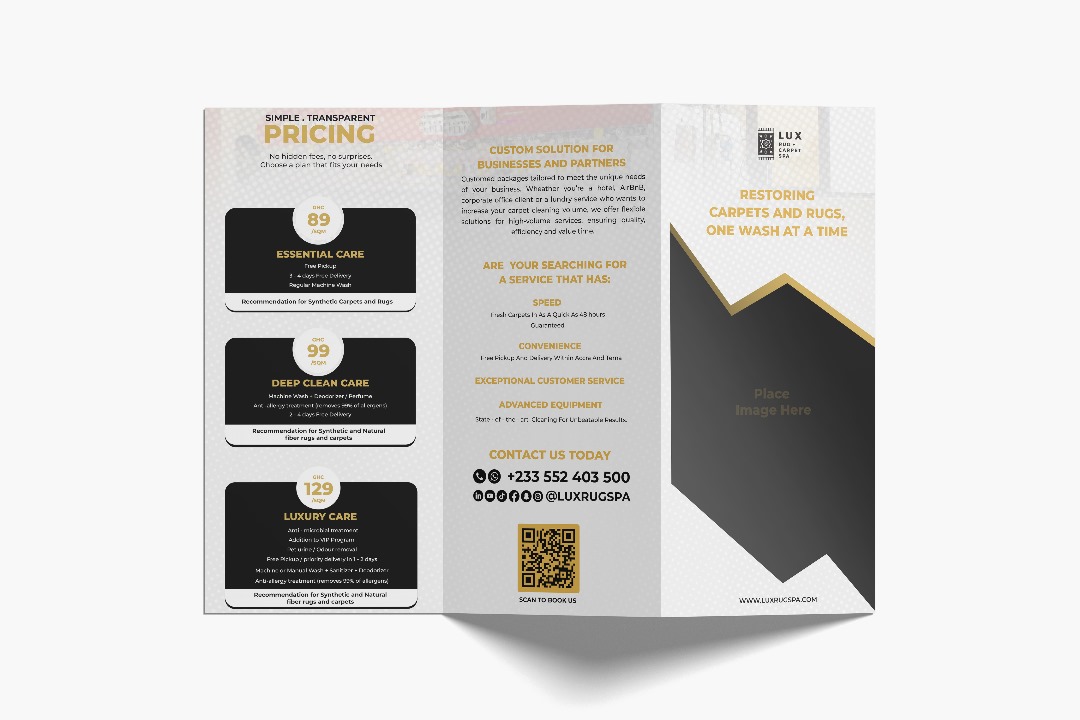 SIMPLE . TRANSPARENT
PRICING
No hidden fees, no surprises.
Choose a plan that fits your needs
GHC
89
/SQM
ESSENTIAL CARE
Free Pickup
3 - 4 days Free Delivery
Regular Machine Wash
Recommendation for Synthetic Carpets and Rugs
GHC
99
/SQM
DEEP CLEAN CARE
Machine Wash + Deodorizer / Perfume
Anti-allergy treatment (removes 99% of allergens)
2 - 4 days Free Delivery
Recommendation for Synthetic and Natural
fiber rugs and carpets
GHC
129
/SQM
LUXURY CARE
Anti - microbial treatment
Addition to VIP Program
Pet urine / Odour removal
Free Pickup / priority delivery in 1 - 2 days
Machine or Manual Wash + Sanitizer + Deodorizer
Anti-allergy treatment (removes 99% of allergens)
Recommendation for Synthetic and Natural
fiber rugs and carpets
CUSTOM SOLUTION FOR
BUSINESSES AND PARTNERS
Customed packages tailored to meet the unique needs
of your business. Wheather you're a hotel, AirBnB,
corporate office client or a lundry service who wants to
increase your carpet cleaning volume, we offer flexible
solutions for high-volume services, ensuring quality,
efficiency and value time.
ARE YOUR SEARCHING FOR
A SERVICE THAT HAS:
SPEED
Fresh Carpets In As A Quick As 48 hours
Guaranteed
CONVENIENCE
Free Pickup And Delivery Within Accra And Tema
EXCEPTIONAL CUSTOMER SERVICE
ADVANCED EQUIPMENT
State - of - the - art Cleaning For Unbeatable Results.
CONTACT US TODAY
+233 552 403 500
@LUXRUGSPA
SCAN TO BOOK US
LUX
RUG +
CARPET
SPA
RESTORING
CARPETS AND RUGS,
ONE WASH AT A TIME
Place
Image Here
WWW.LUXRUGSPA.COM